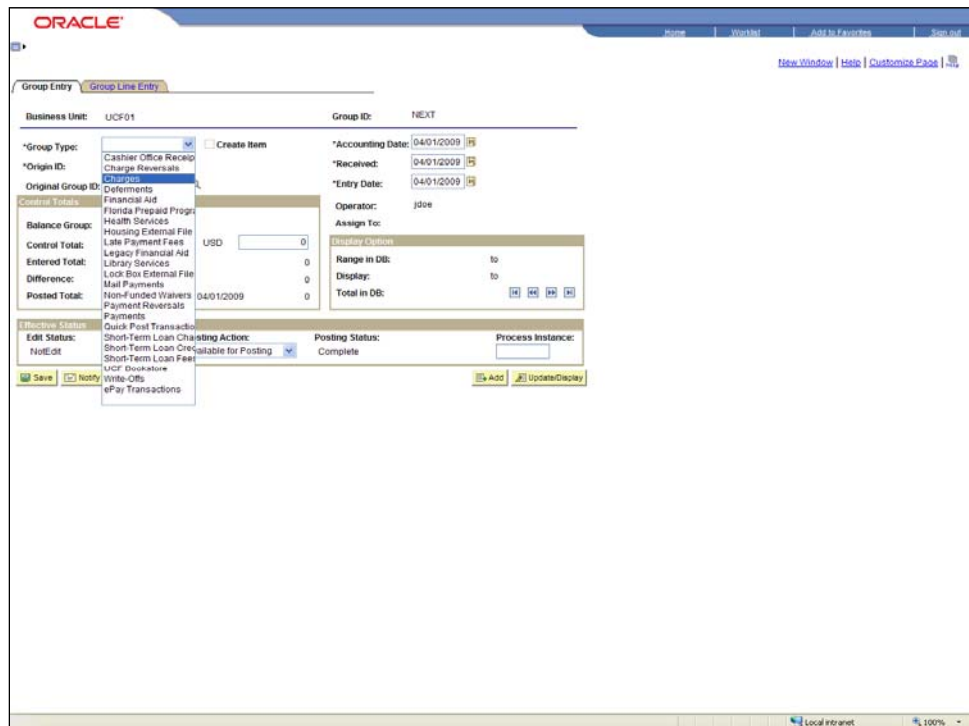 ORACLE
Home | Worklist | Add to Favorites | Sign out
New Window | Help | Customize Page |
Group Entry Group Line Entry
Business Unit: UCF01 Group ID: NEXT
*Group Type: Create Item *Accounting Date: 04/01/2009
*Origin ID: *Received: 04/01/2009
Original Group ID: *Entry Date: 04/01/2009
Cashier Office Receip
Charge Reversals
Charges
Deferments
Financial Aid
Florida Prepaid Progra
Health Services
Housing External File
Late Payment Fees
Legacy Financial Aid
Library Services
Lock Box External File
Mail Payments
Non-Funded Waivers
Payment Reversals
Payments
Quick Post Transactio
Short-Term Loan Cha
Short-Term Loan Cred
Short-Term Loan Fees
UCF Bookstore
Write-Offs
ePay Transactions
Control Totals Operator: jdoe
Balance Group: Assign To:
Control Total: USD 0 Display Option
Entered Total: 0 Range in DB: to
Difference: 0 Display: to
Posted Total: 04/01/2009 0 Total in DB:
Effective Status
Edit Status: sting Action: Posting Status: Process Instance:
NotEdit ailable for Posting Complete
Save Notify Add Update/Display
Local intranet 100%